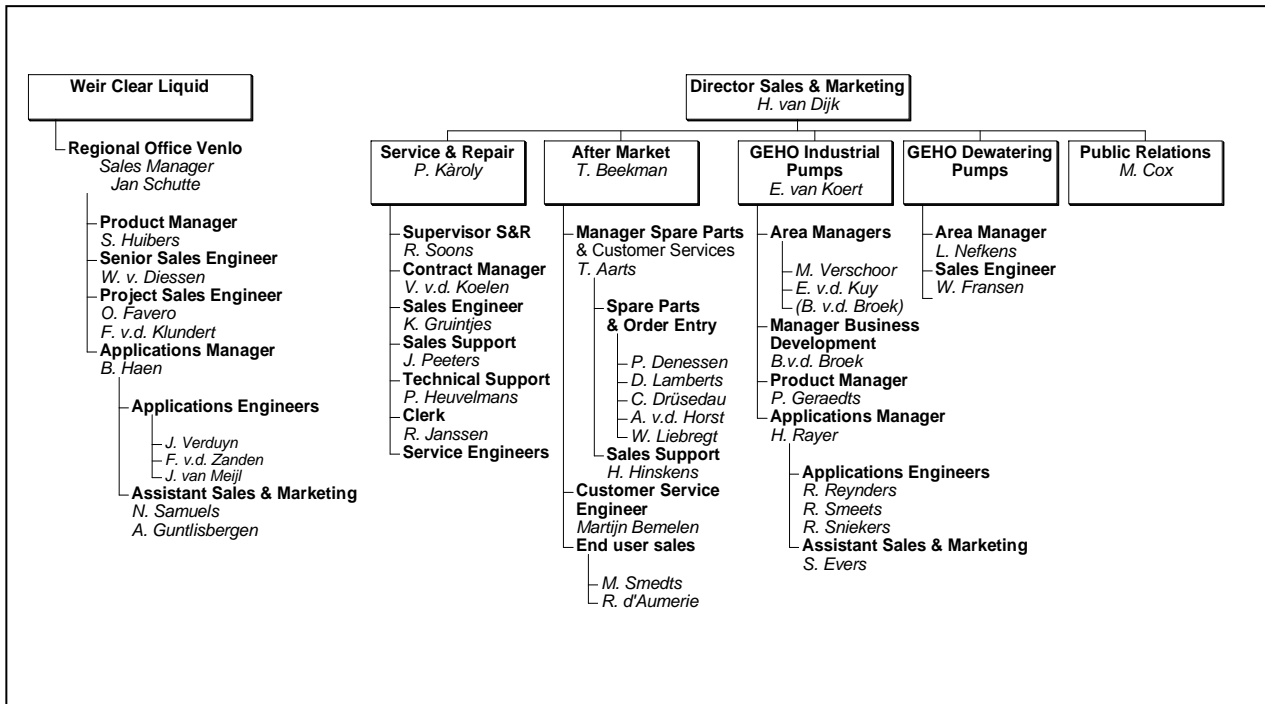 Weir Clear Liquid
Regional Office Venlo
Sales Manager
Jan Schutte
Product Manager
S. Huibers
Senior Sales Engineer
W. v. Diessen
Project Sales Engineer
O. Favero
F. v.d. Klundert
Applications Manager
B. Haen
Applications Engineers
J. Verduyn
F. v.d. Zanden
J. van Meijl
Assistant Sales & Marketing
N. Samuels
A. Guntlisbergen
Director Sales & Marketing
H. van Dijk
Service & Repair
P. Kàroly
Supervisor S&R
R. Soons
Contract Manager
V. v.d. Koelen
Sales Engineer
K. Gruintjes
Sales Support
J. Peeters
Technical Support
P. Heuvelmans
Clerk
R. Janssen
Service Engineers
After Market
T. Beekman
Manager Spare Parts
& Customer Services
T. Aarts
Spare Parts
& Order Entry
P. Denessen
D. Lamberts
C. Drüsedau
A. v.d. Horst
W. Liebregt
Sales Support
H. Hinskens
Customer Service
Engineer
Martijn Bemelen
End user sales
M. Smedts
R. d'Aumerie
GEHO Industrial
Pumps
E. van Koert
Area Managers
M. Verschoor
E. v.d. Kuy
(B. v.d. Broek)
Manager Business
Development
B.v.d. Broek
Product Manager
P. Geraedts
Applications Manager
H. Rayer
Applications Engineers
R. Reynders
R. Smeets
R. Sniekers
Assistant Sales & Marketing
S. Evers
GEHO Dewatering
Pumps
Area Manager
L. Nefkens
Sales Engineer
W. Fransen
Public Relations
M. Cox